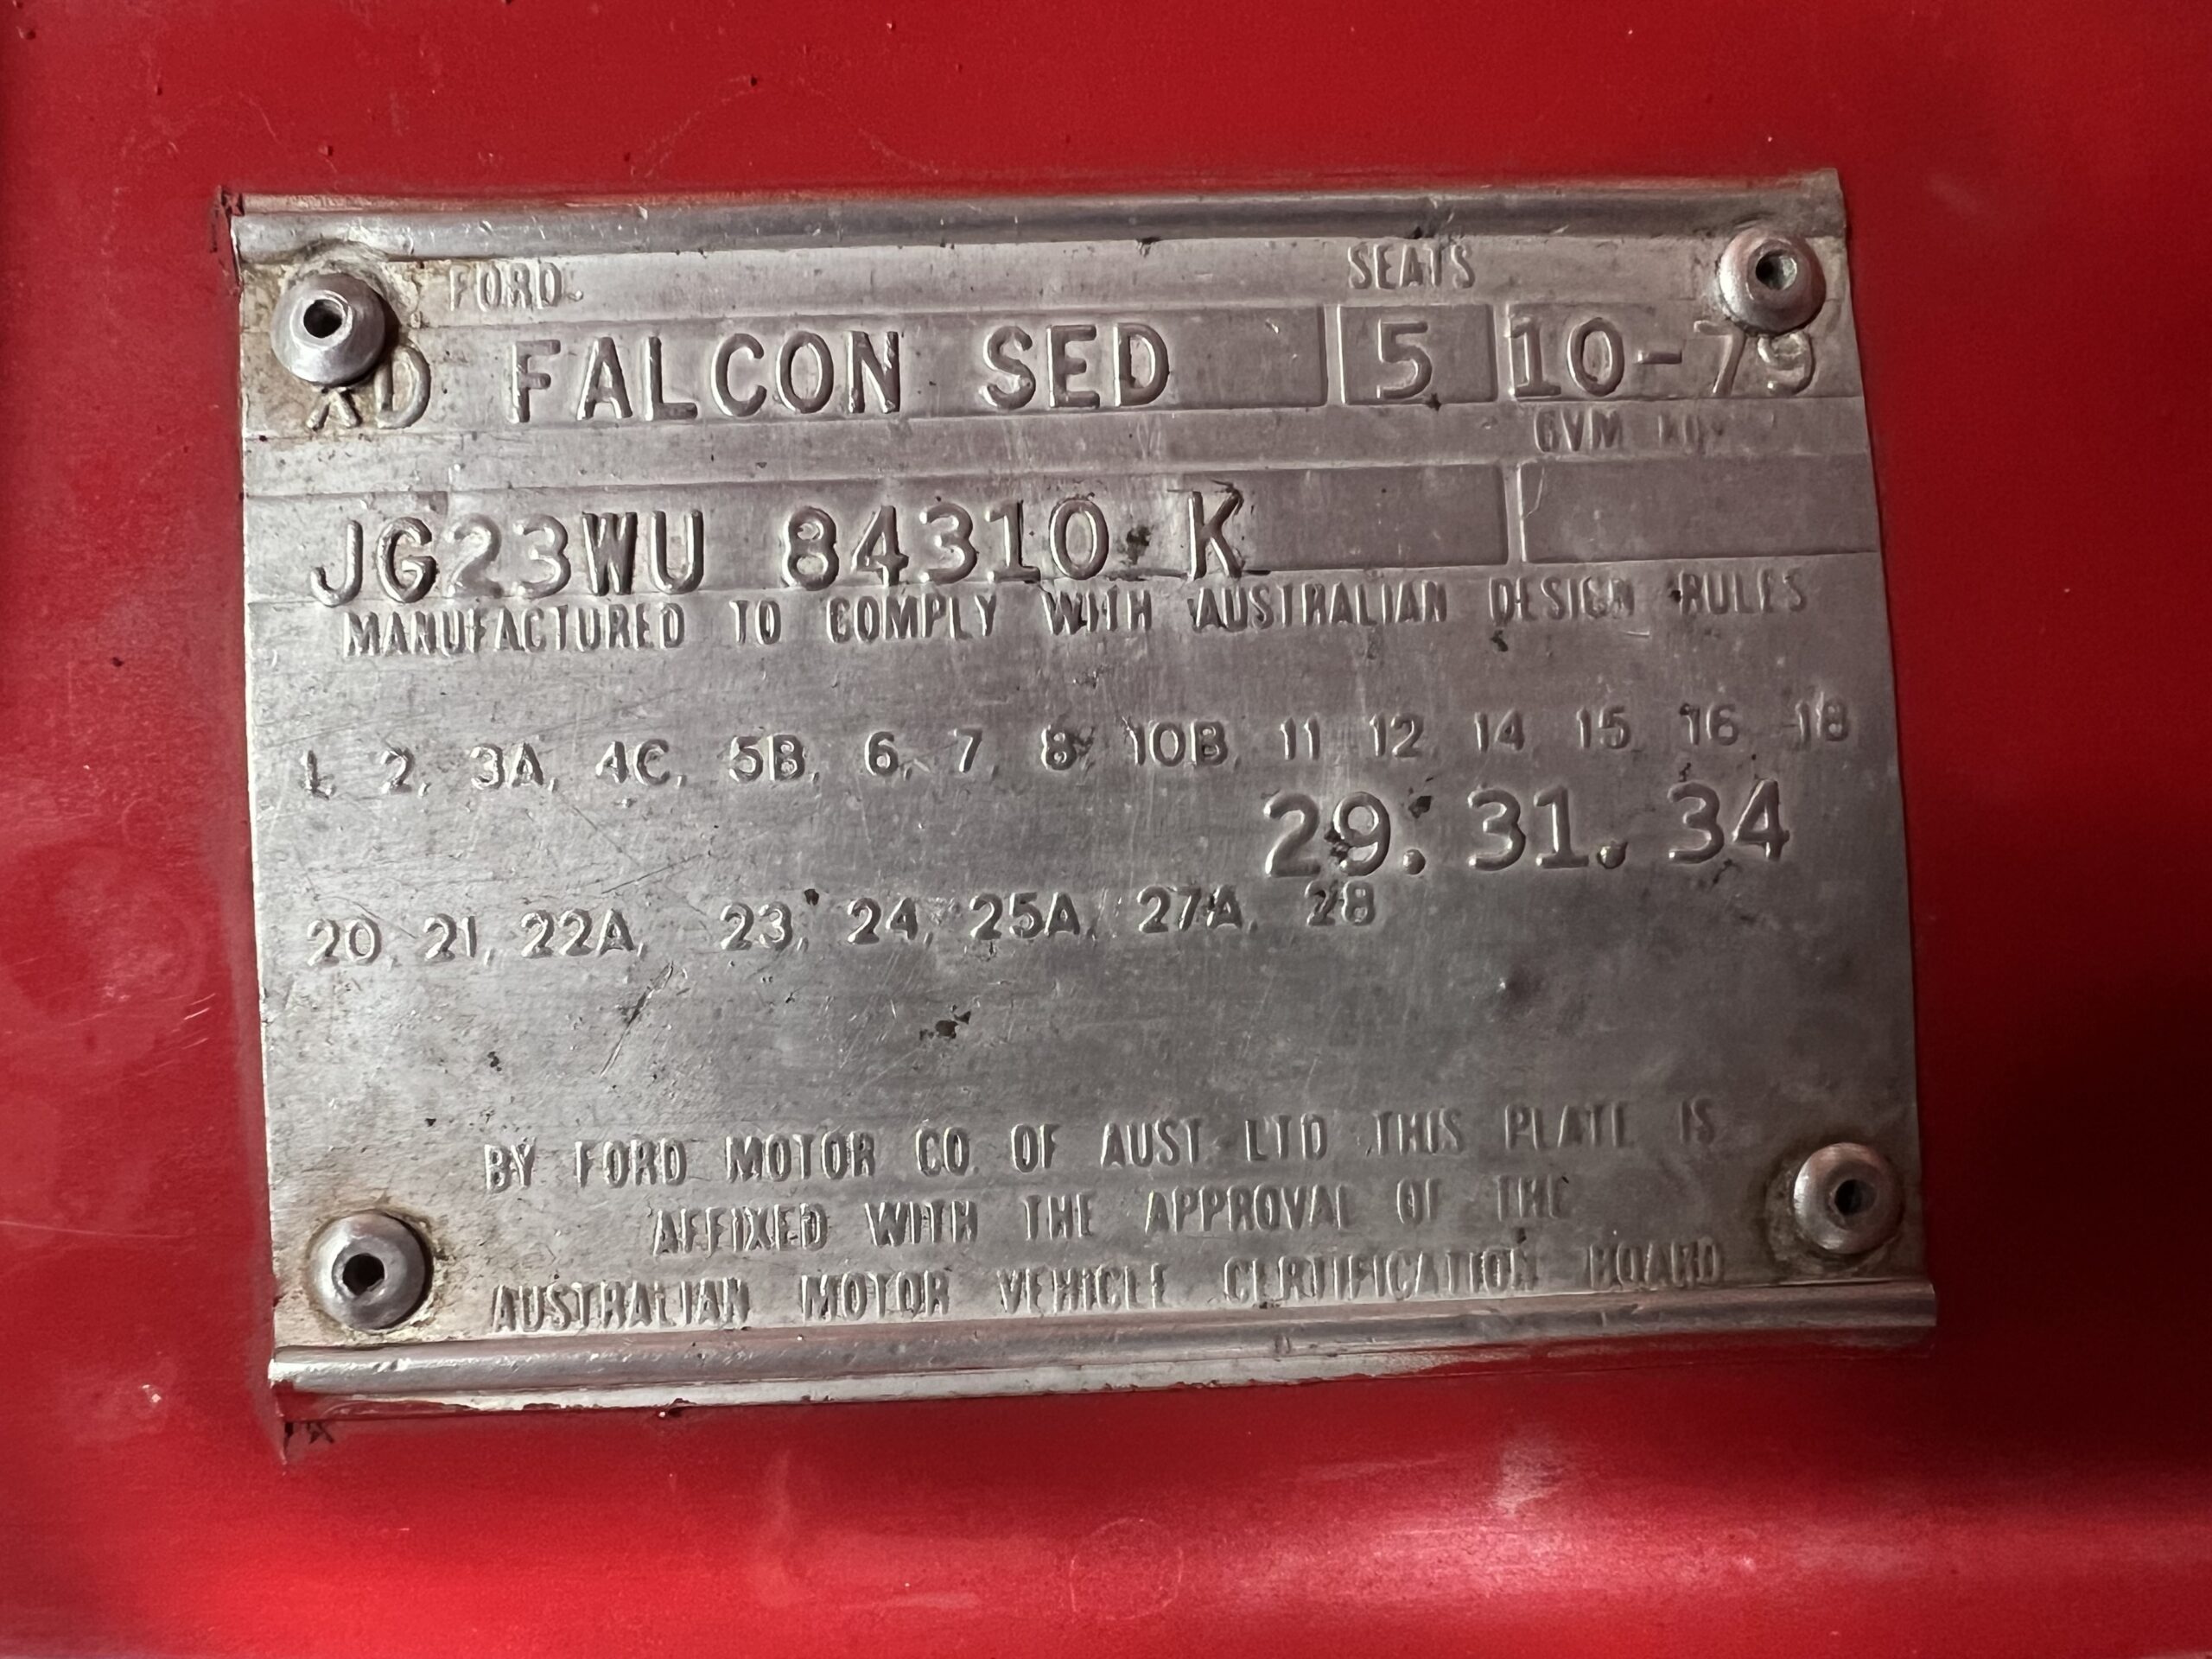 FORD SEATS
XD FALCON SED 5 10-79
GVM KG
JG23WU 84310 K
MANUFACTURED TO COMPLY WITH AUSTRALIAN DESIGN RULES
1, 2, 3A, 4C, 5B, 6, 7, 8, 10B, 11 12, 14 15 16 18
29. 31. 34
20, 21, 22A, 23, 24, 25A, 27A, 28
BY FORD MOTOR CO. OF AUST LTD THIS PLATE IS
AFFIXED WITH THE APPROVAL OF THE
AUSTRALIAN MOTOR VEHICLE CERTIFICATION BOARD